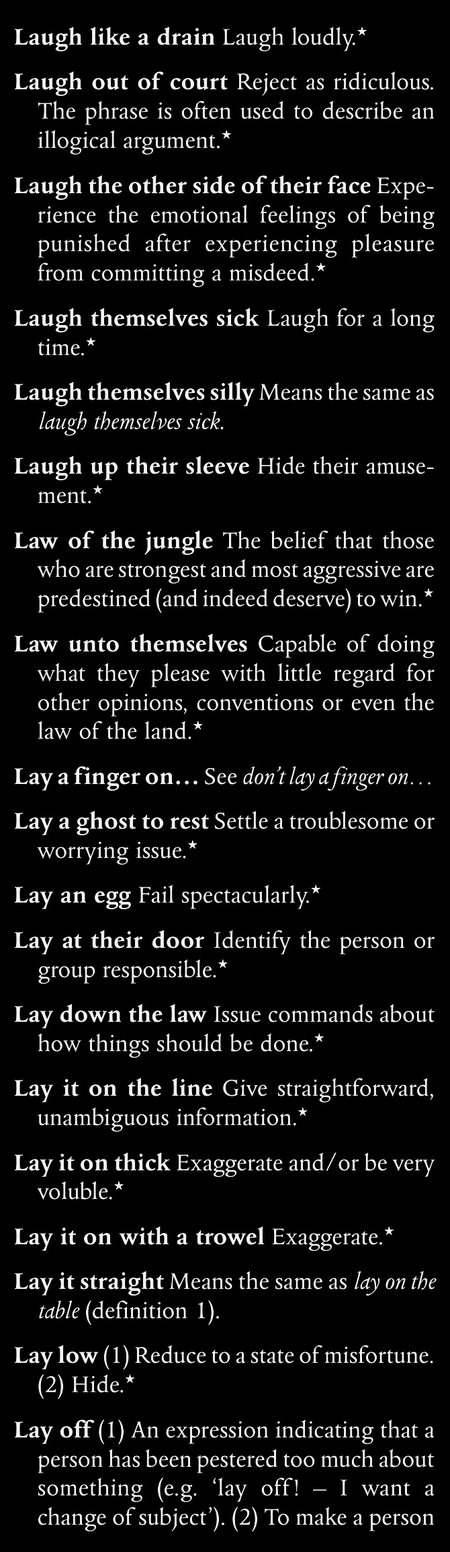 Laugh like a drain Laugh loudly.★
Laugh out of court Reject as ridiculous.
The phrase is often used to describe an
illogical argument.★
Laugh the other side of their face Expe-
rience the emotional feelings of being
punished after experiencing pleasure
from committing a misdeed.★
Laugh themselves sick Laugh for a long
time.★
Laugh themselves silly Means the same as
laugh themselves sick.
Laugh up their sleeve Hide their amuse-
ment.★
Law of the jungle The belief that those
who are strongest and most aggressive are
predestined (and indeed deserve) to win.★
Law unto themselves Capable of doing
what they please with little regard for
other opinions, conventions or even the
law of the land.★
Lay a finger on… See don't lay a finger on…
Lay a ghost to rest Settle a troublesome or
worrying issue.★
Lay an egg Fail spectacularly.★
Lay at their door Identify the person or
group responsible.★
Lay down the law Issue commands about
how things should be done.★
Lay it on the line Give straightforward,
unambiguous information.★
Lay it on thick Exaggerate and/or be very
voluble.★
Lay it on with a trowel Exaggerate.★
Lay it straight Means the same as lay on the
table (definition 1).
Lay low (1) Reduce to a state of misfortune.
(2) Hide.★
Lay off (1) An expression indicating that a
person has been pestered too much about
something (e.g. 'lay off! – I want a
change of subject'). (2) To make a person